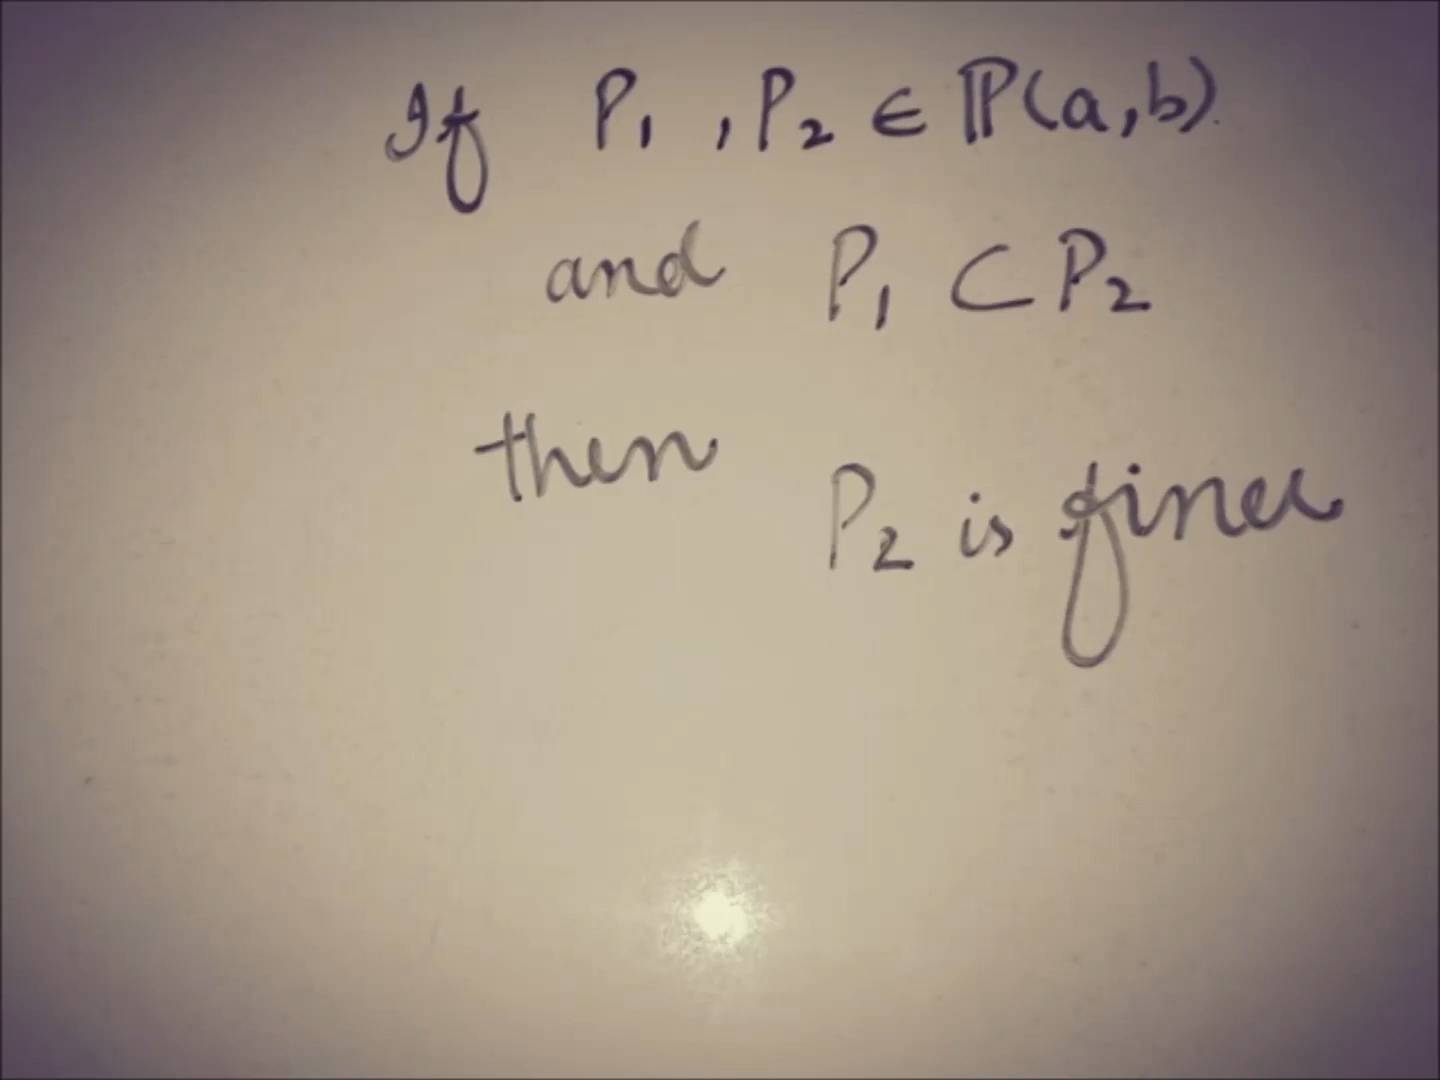 If P₁ , P₂ ∈ ℙ(a,b).
and P₁ ⊂ P₂
then
P₂ is finer